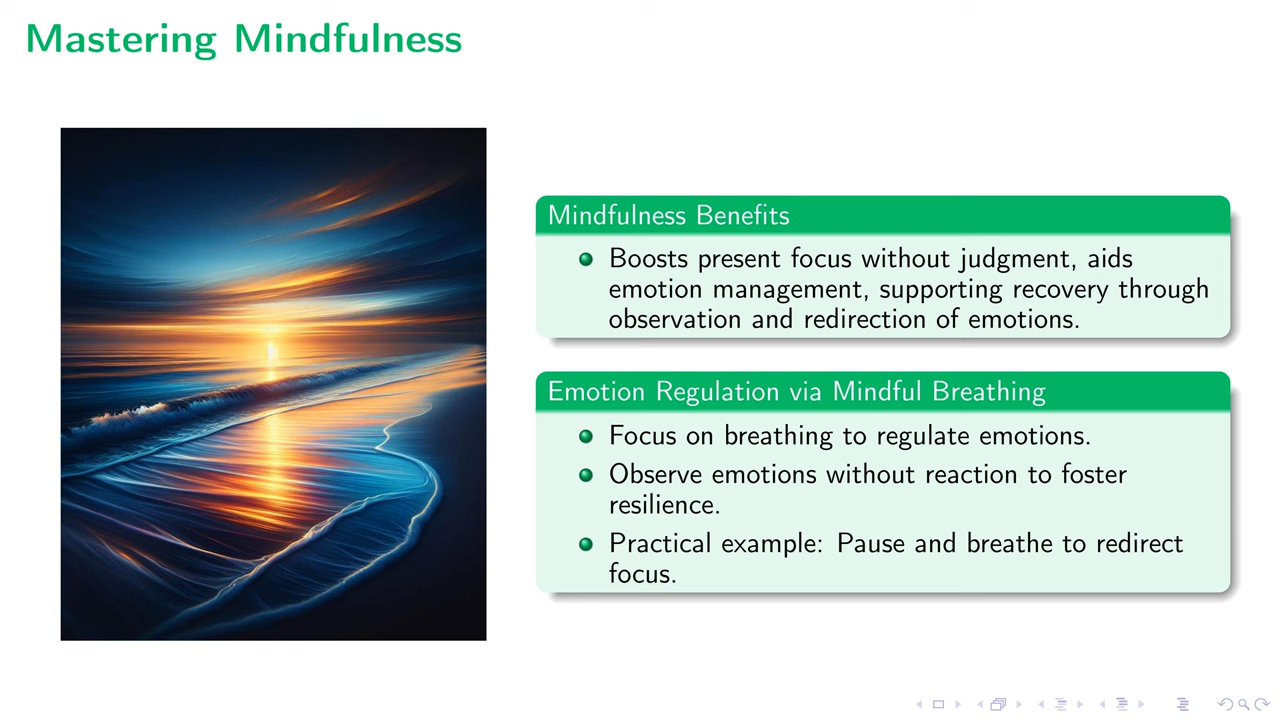 Mastering Mindfulness
Mindfulness Benefits
Boosts present focus without judgment, aids
emotion management, supporting recovery through
observation and redirection of emotions.
Emotion Regulation via Mindful Breathing
Focus on breathing to regulate emotions.
Observe emotions without reaction to foster
resilience.
Practical example: Pause and breathe to redirect
focus.